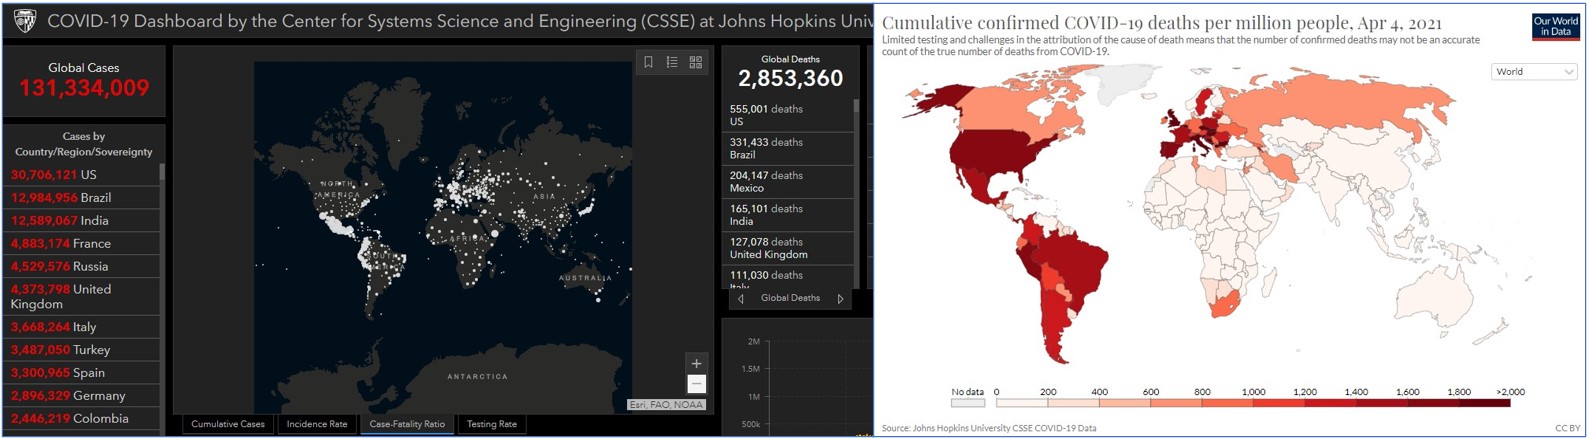 COVID-19 Dashboard by the Center for Systems Science and Engineering (CSSE) at Johns Hopkins Univ
Global Cases
131,334,009
Cases by
Country/Region/Sovereignty
30,706,121 US
12,984,956 Brazil
12,589,067 India
4,883,174 France
4,529,576 Russia
4,373,798 United
Kingdom
3,668,264 Italy
3,487,050 Turkey
3,300,965 Spain
2,896,329 Germany
2,446,219 Colombia
NORTH
AMERICA
ASIA
AFRICA
SOUTH
AUSTRALIA
ANTARCTICA
+
−
Esri, FAO, NOAA
Cumulative Cases
Incidence Rate
Case-Fatality Ratio
Testing Rate
Global Deaths
2,853,360
555,001 deaths
US
331,433 deaths
Brazil
204,147 deaths
Mexico
165,101 deaths
India
127,078 deaths
United Kingdom
111,030 deaths
Italy
Global Deaths
2M
1.5M
1M
500k
Cumulative confirmed COVID-19 deaths per million people, Apr 4, 2021
Limited testing and challenges in the attribution of the cause of death means that the number of confirmed deaths may not be an accurate
count of the true number of deaths from COVID-19.
Our World
in Data
World
No data 0 200 400 600 800 1,000 1,200 1,400 1,600 1,800 >2,000
Source: Johns Hopkins University CSSE COVID-19 Data
CC BY